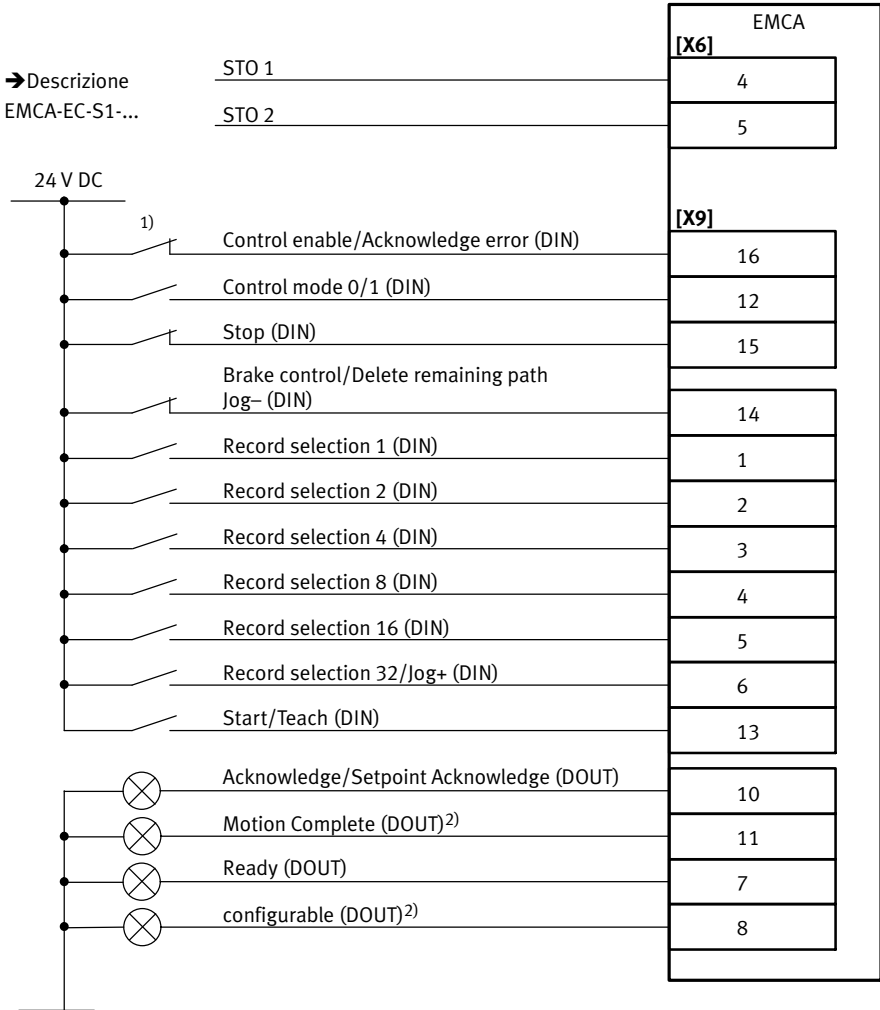 EMCA
[X6]
➔Descrizione
EMCA-EC-S1-...
STO 1
4
STO 2
5
24 V DC
[X9]
1)
Control enable/Acknowledge error (DIN)
16
Control mode 0/1 (DIN)
12
Stop (DIN)
15
Brake control/Delete remaining path
Jog– (DIN)
14
Record selection 1 (DIN)
1
Record selection 2 (DIN)
2
Record selection 4 (DIN)
3
Record selection 8 (DIN)
4
Record selection 16 (DIN)
5
Record selection 32/Jog+ (DIN)
6
Start/Teach (DIN)
13
Acknowledge/Setpoint Acknowledge (DOUT)
10
Motion Complete (DOUT)2)
11
Ready (DOUT)
7
configurable (DOUT)2)
8